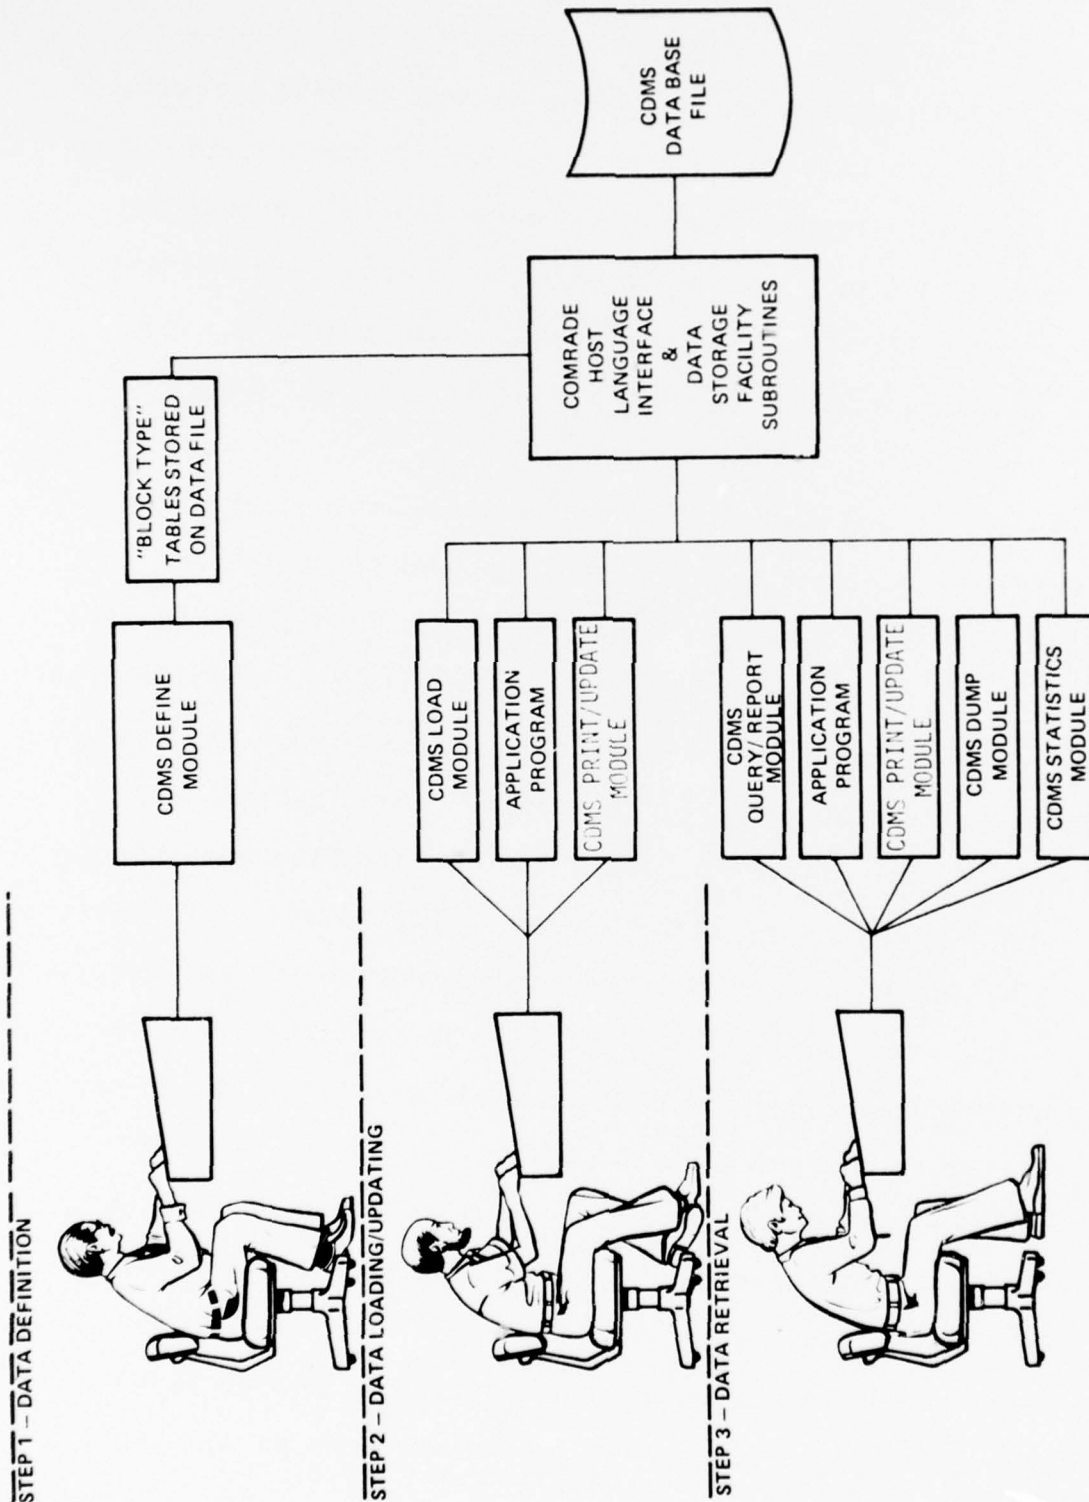 STEP 1 – DATA DEFINITION
CDMS DEFINE
MODULE
"BLOCK TYPE"
TABLES STORED
ON DATA FILE
STEP 2 – DATA LOADING/UPDATING
CDMS LOAD
MODULE
APPLICATION
PROGRAM
CDMS PRINT/UPDATE
MODULE
COMRADE
HOST
LANGUAGE
INTERFACE
&
DATA
STORAGE
FACILITY
SUBROUTINES
CDMS
DATA BASE
FILE
STEP 3 – DATA RETRIEVAL
CDMS
QUERY/REPORT
MODULE
APPLICATION
PROGRAM
CDMS PRINT/UPDATE
MODULE
CDMS DUMP
MODULE
CDMS STATISTICS
MODULE